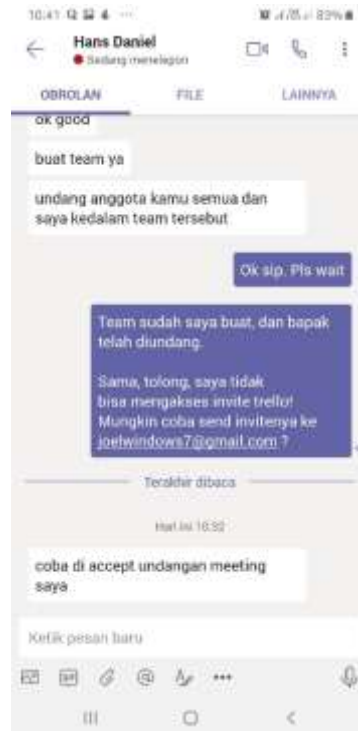 10:41
83%
Hans Daniel
Sedang menelepon
OBROLAN
FILE
LAINNYA
ok good
buat team ya
undang anggota kamu semua dan
saya kedalam team tersebut
Ok sip. Pls wait
Team sudah saya buat, dan bapak
telah diundang.
Sama, tolong, saya tidak
bisa mengakses invite trello!
Mungkin coba send invitenya ke
joelwindows7@gmail.com ?
Terakhir dibaca
Hari ini 10:32
coba di accept undangan meeting
saya
Ketik pesan baru